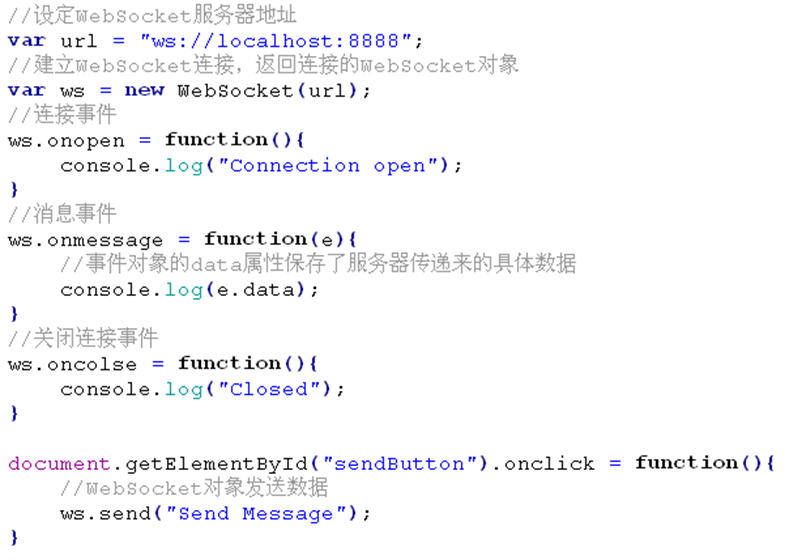 //设定WebSocket服务器地址
var url = "ws://localhost:8888";
//建立WebSocket连接，返回连接的WebSocket对象
var ws = new WebSocket(url);
//连接事件
ws.onopen = function(){
    console.log("Connection open");
}
//消息事件
ws.onmessage = function(e){
    //事件对象的data属性保存了服务器传递来的具体数据
    console.log(e.data);
}
//关闭连接事件
ws.oncolse = function(){
    console.log("Closed");
}
document.getElementById("sendButton").onclick = function(){
    //WebSocket对象发送数据
    ws.send("Send Message");
}